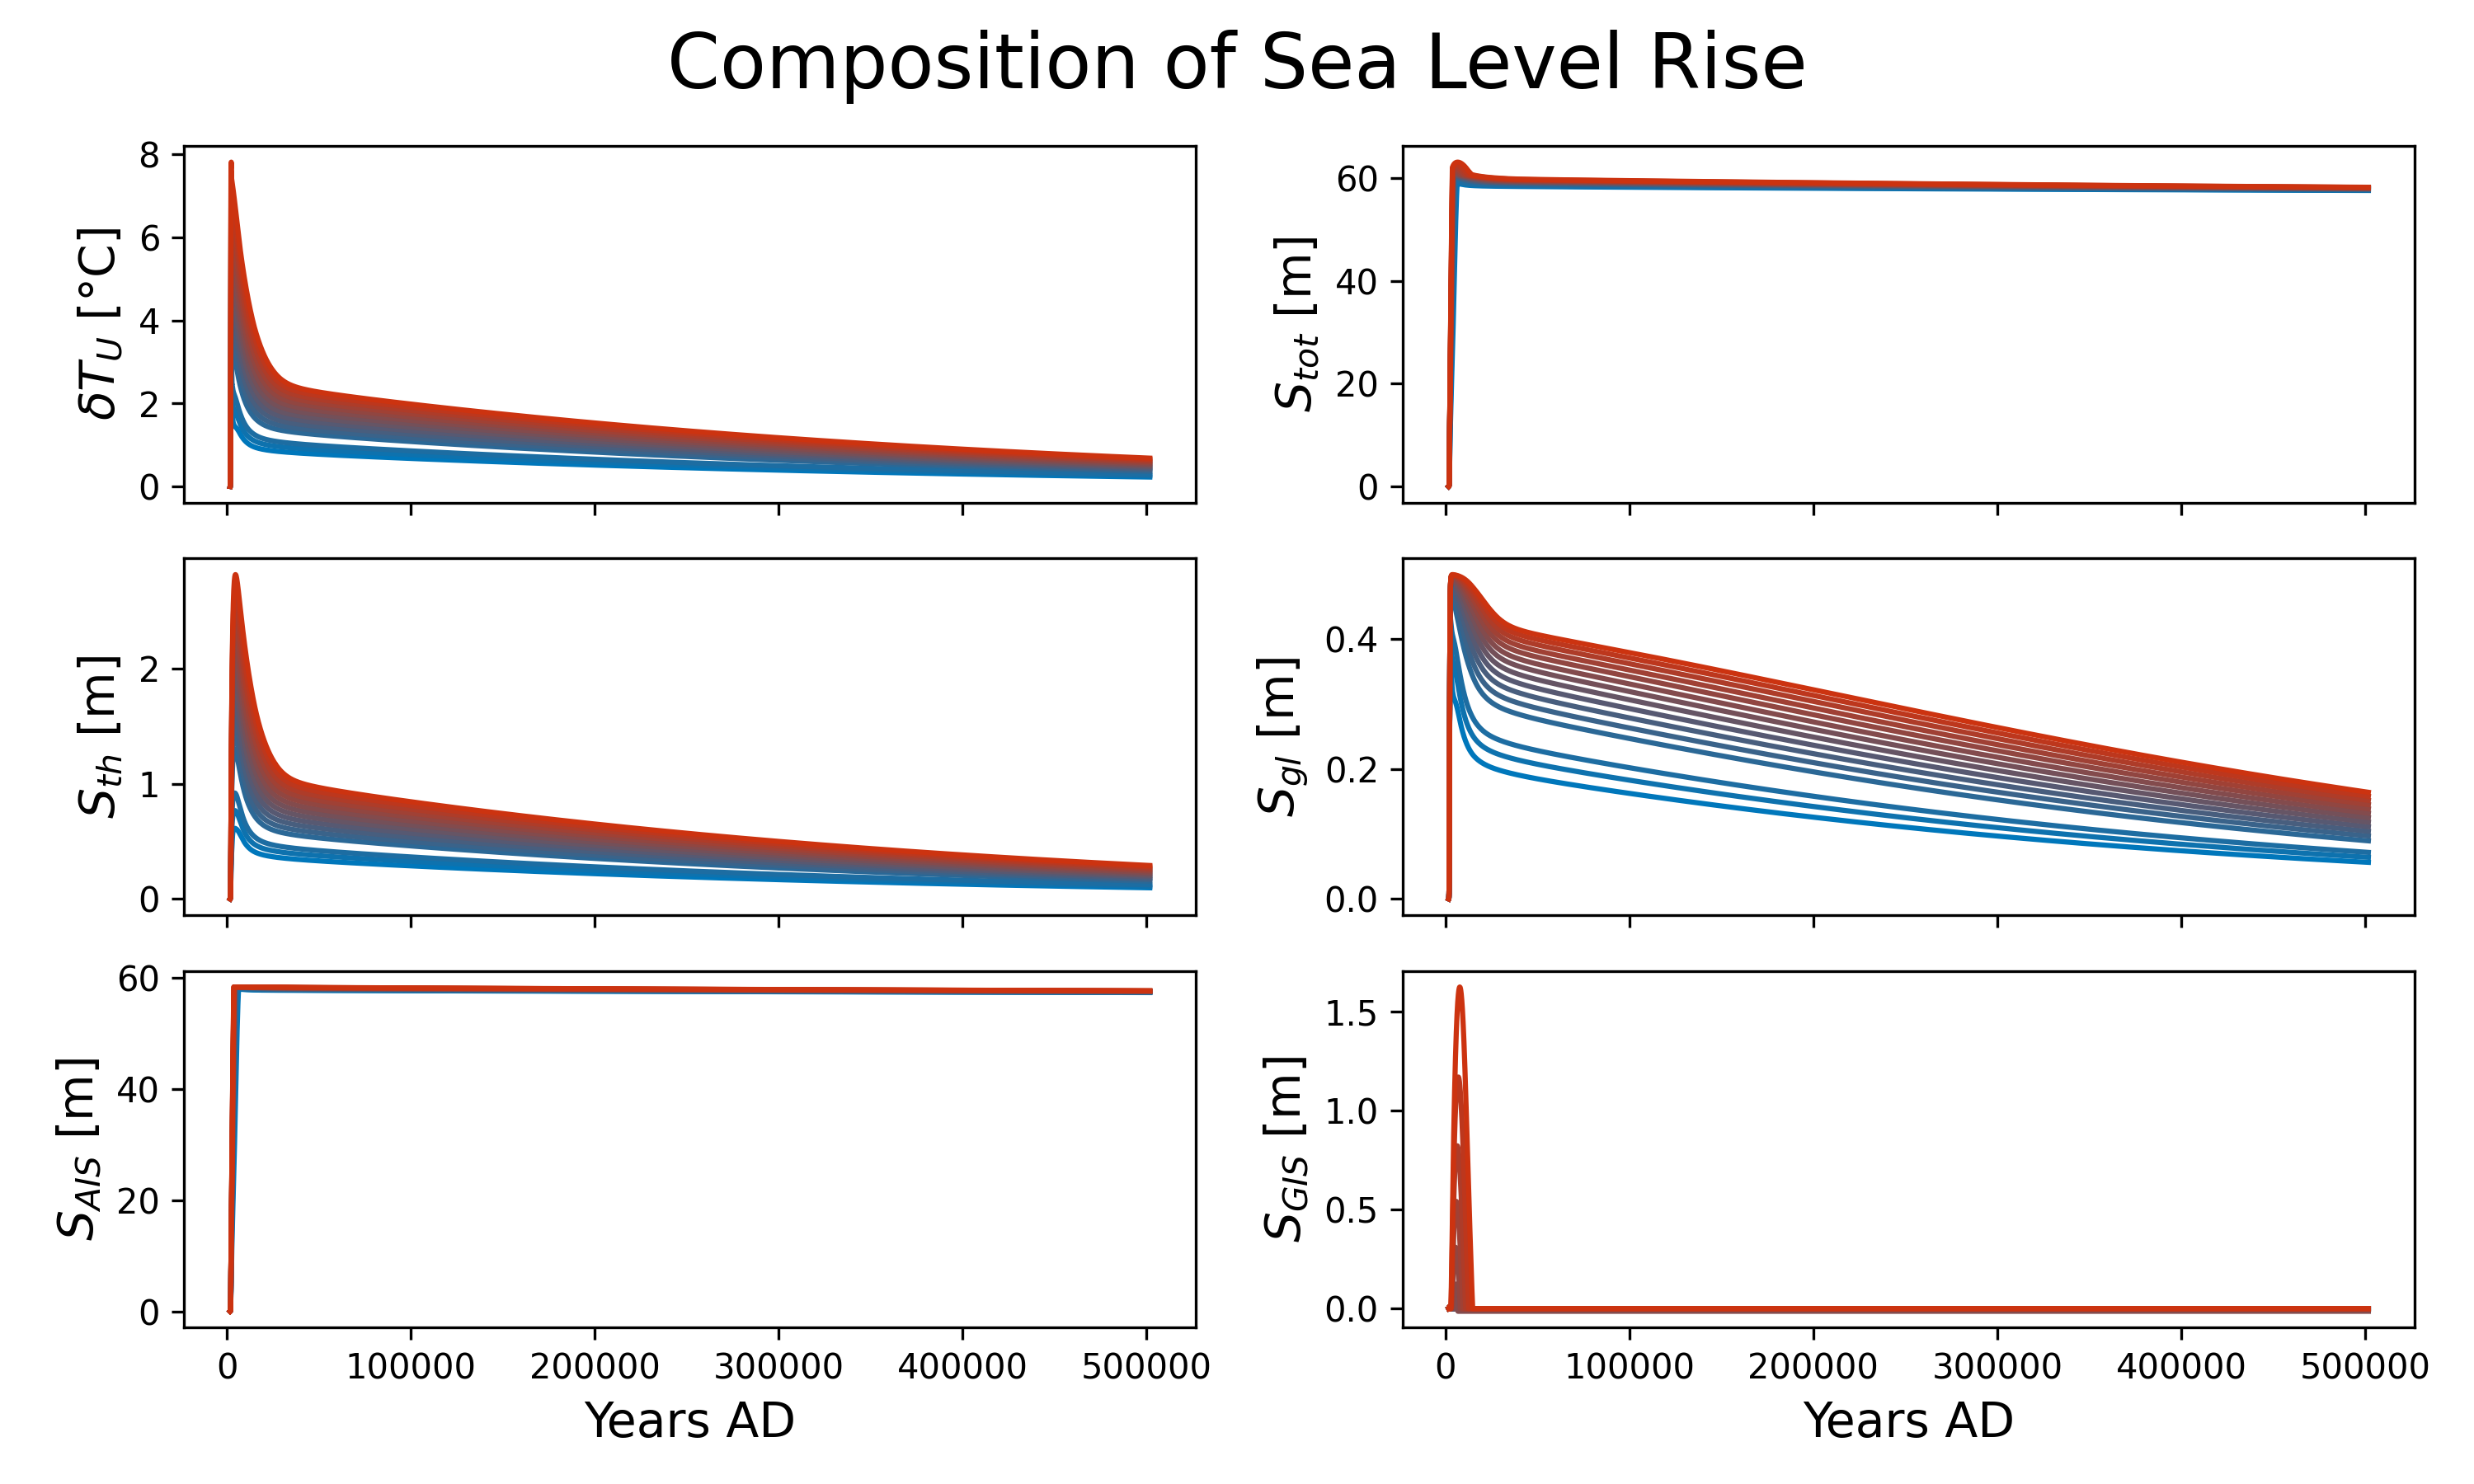 Composition of Sea Level Rise
8
6
4
2
0
δT_U [°C]
60
40
20
0
S_tot [m]
2
1
0
S_th [m]
0.4
0.2
0.0
S_gl [m]
60
40
20
0
S_AIS [m]
0 100000 200000 300000 400000 500000
Years AD
1.5
1.0
0.5
0.0
S_GIS [m]
0 100000 200000 300000 400000 500000
Years AD